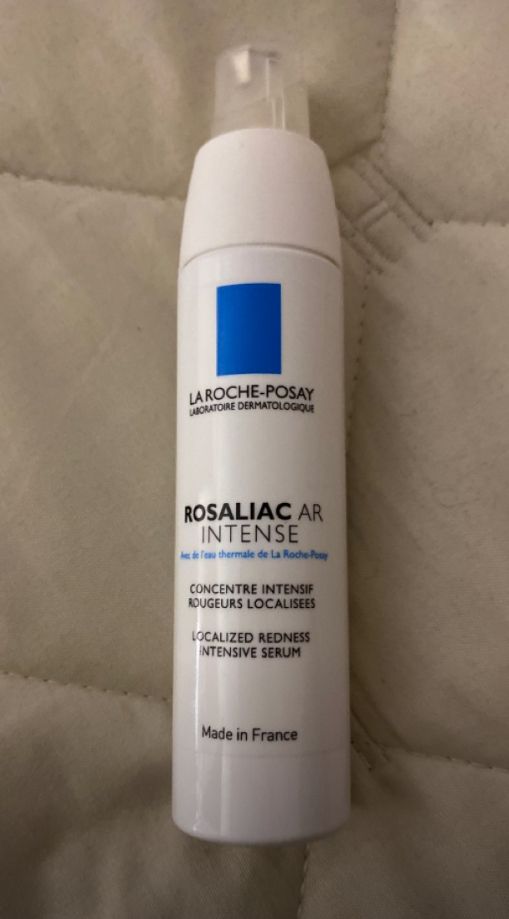 LA ROCHE-POSAY
LABORATOIRE DERMATOLOGIQUE
ROSALIAC AR
INTENSE
Avec de l'eau thermale de La Roche-Posay
CONCENTRE INTENSIF
ROUGEURS LOCALISEES
LOCALIZED REDNESS
INTENSIVE SERUM
Made in France